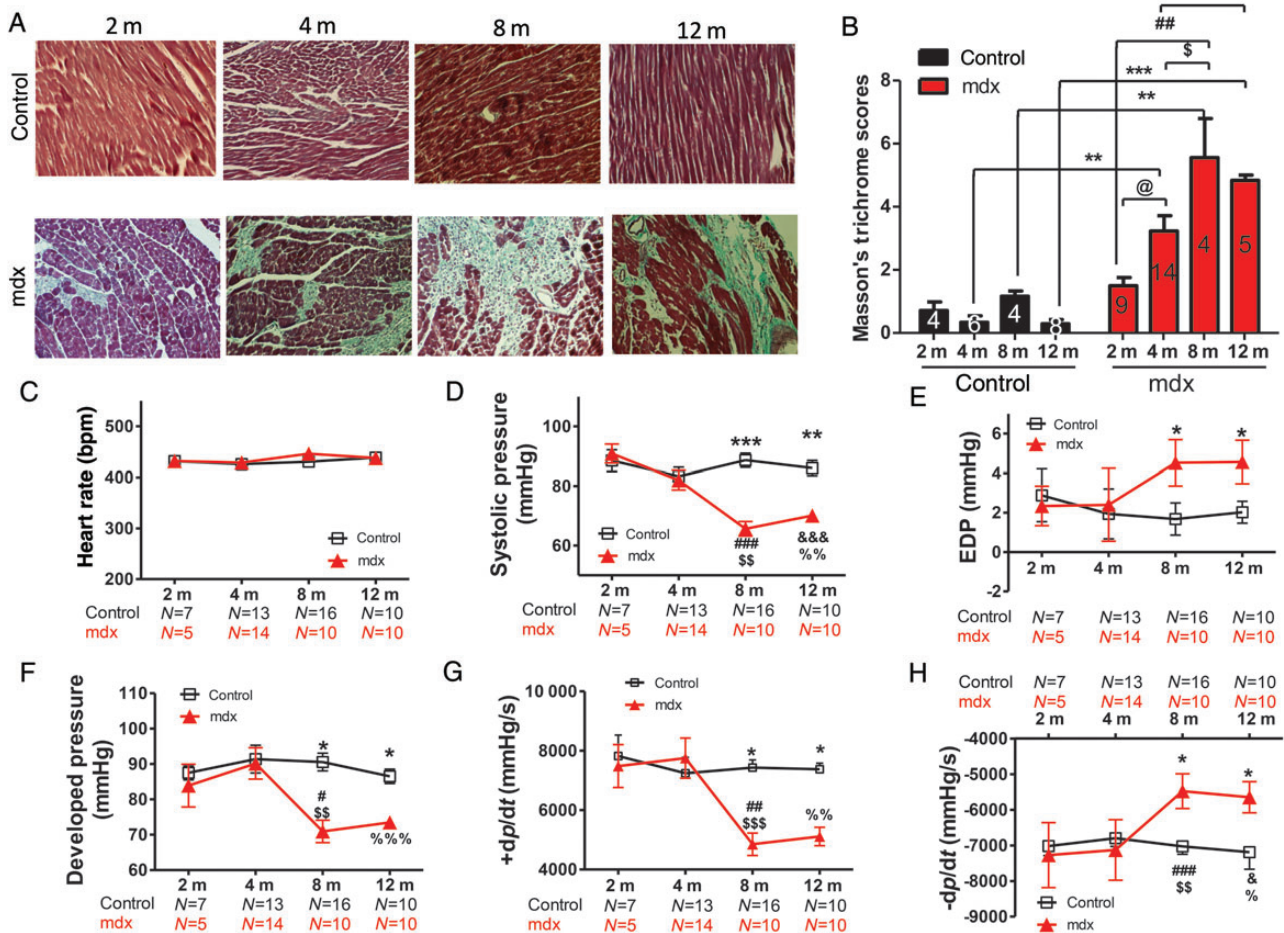 A
2 m
4 m
8 m
12 m
Control
mdx
B
Control
mdx
##
$
***
**
**
@
Masson's trichrome scores
8
6
4
2
0
4
6
4
8
9
14
4
5
2 m 4 m 8 m 12 m
2 m 4 m 8 m 12 m
Control
mdx
C
Heart rate (bpm)
500
400
300
200
Control
mdx
2 m 4 m 8 m 12 m
Control N=7 N=13 N=16 N=10
mdx N=5 N=14 N=10 N=10
D
Systolic pressure
(mmHg)
100
80
60
*** **
Control
mdx
### &&&
$$ %%
2 m 4 m 8 m 12 m
Control N=7 N=13 N=16 N=10
mdx N=5 N=14 N=10 N=10
E
EDP (mmHg)
6
4
2
0
-2
Control
mdx
* *
2 m 4 m 8 m 12 m
Control N=7 N=13 N=16 N=10
mdx N=5 N=14 N=10 N=10
F
Developed pressure
(mmHg)
110
100
90
80
70
60
Control
mdx
* *
#
$$
%%%
2 m 4 m 8 m 12 m
Control N=7 N=13 N=16 N=10
mdx N=5 N=14 N=10 N=10
G
+dp/dt (mmHg/s)
10 000
8000
6000
4000
Control
mdx
* *
## %%
$$$
2 m 4 m 8 m 12 m
Control N=7 N=13 N=16 N=10
mdx N=5 N=14 N=10 N=10
H
Control N=7 N=13 N=16 N=10
mdx N=5 N=14 N=10 N=10
2 m 4 m 8 m 12 m
-dp/dt (mmHg/s)
-4000
-5000
-6000
-7000
-8000
-9000
* *
### &
$$ %
Control
mdx